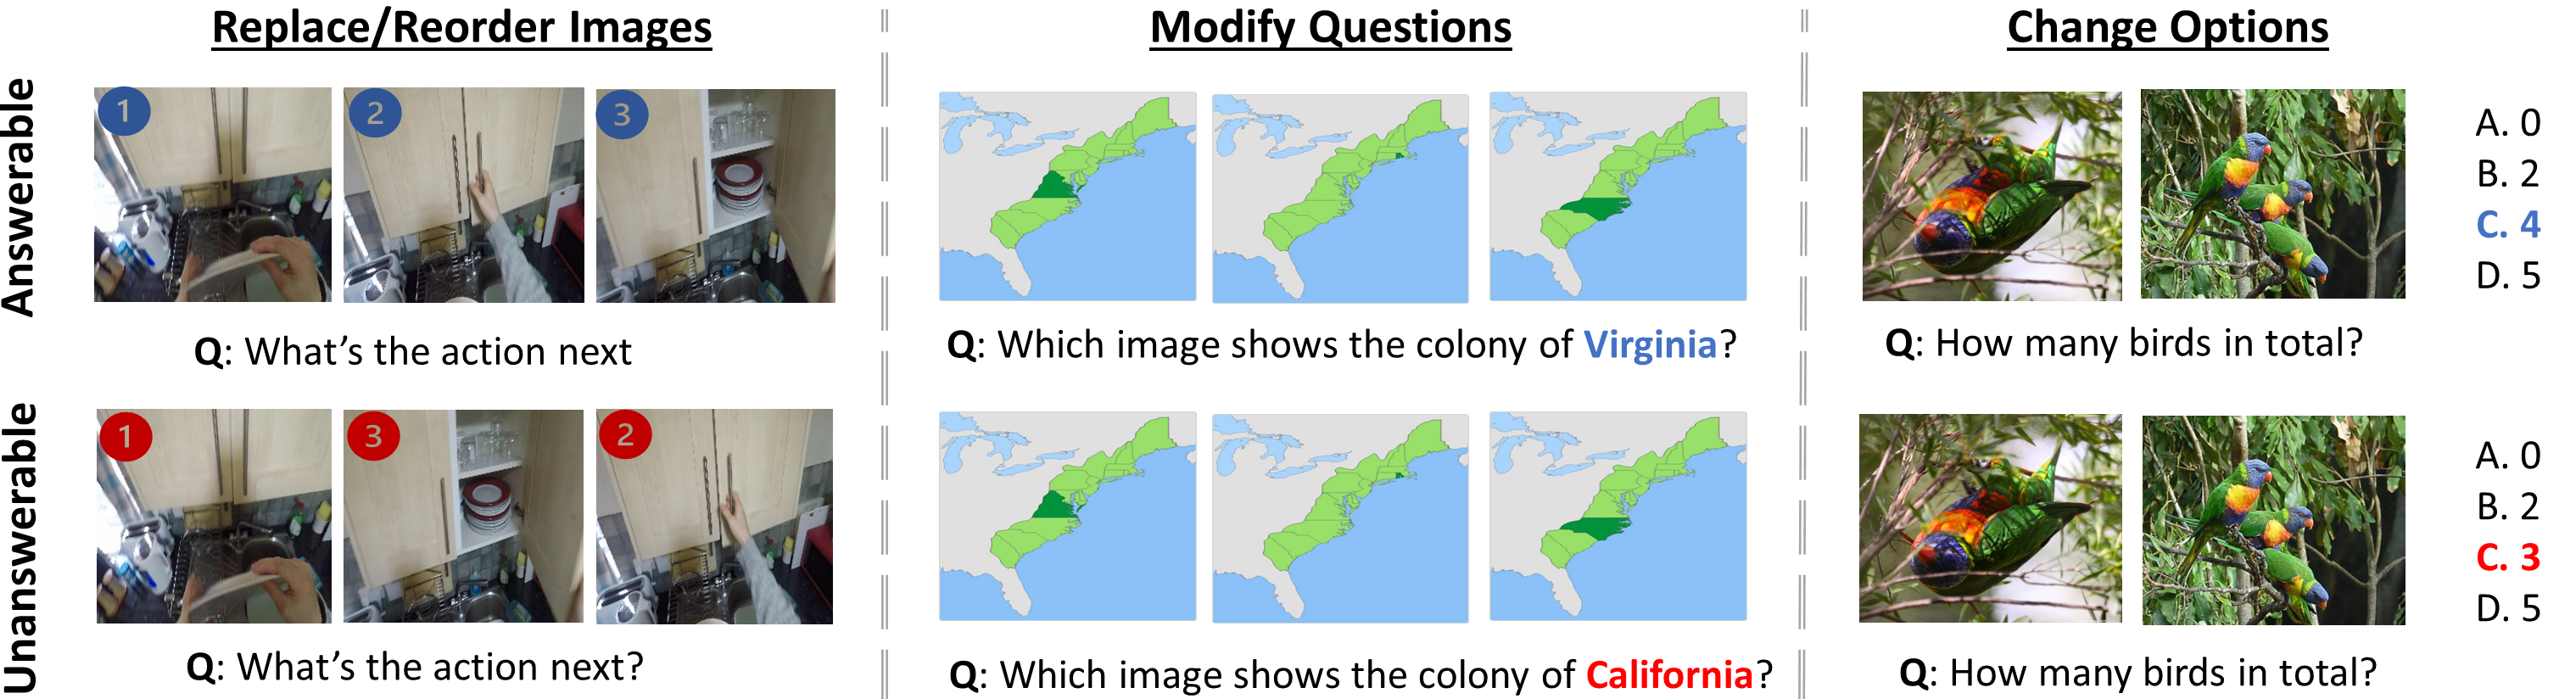 Replace/Reorder Images
Modify Questions
Change Options
Answerable
1
2
3
Q: What's the action next
Q: Which image shows the colony of Virginia?
A. 0
B. 2
C. 4
D. 5
Q: How many birds in total?
Unanswerable
1
3
2
Q: What's the action next?
Q: Which image shows the colony of California?
A. 0
B. 2
C. 3
D. 5
Q: How many birds in total?